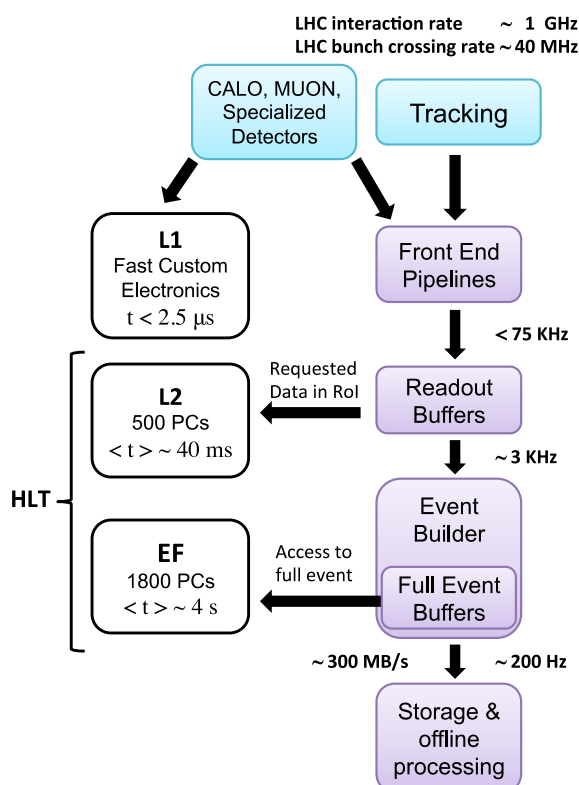 LHC interaction rate ~ 1 GHz
LHC bunch crossing rate ~ 40 MHz
CALO, MUON,
Specialized
Detectors
Tracking
L1
Fast Custom
Electronics
t < 2.5 μs
Front End
Pipelines
< 75 KHz
HLT
L2
500 PCs
< t > ~ 40 ms
Requested
Data in RoI
Readout
Buffers
~ 3 KHz
EF
1800 PCs
< t > ~ 4 s
Access to
full event
Event
Builder
Full Event
Buffers
~ 300 MB/s
~ 200 Hz
Storage &
offline
processing